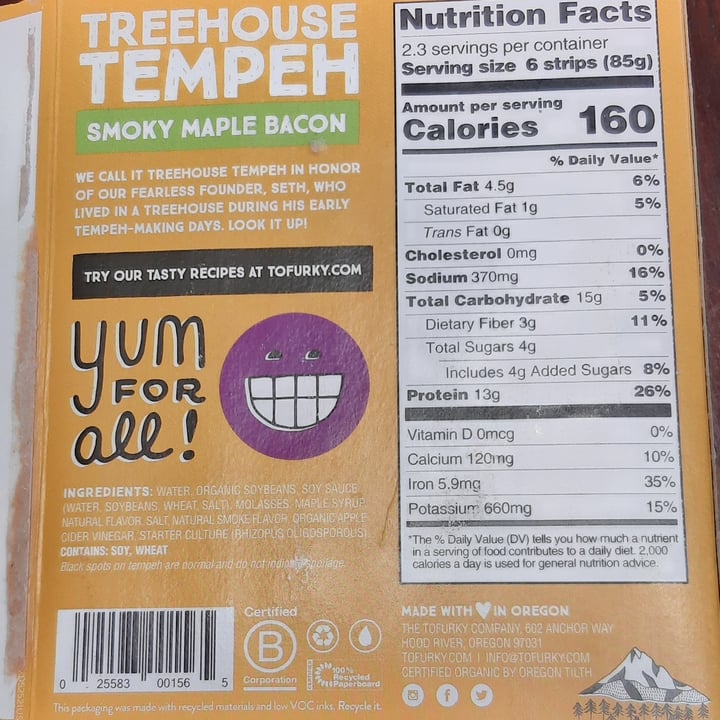 TREEHOUSE
TEMPEH
SMOKY MAPLE BACON
WE CALL IT TREEHOUSE TEMPEH IN HONOR
OF OUR FEARLESS FOUNDER, SETH, WHO
LIVED IN A TREEHOUSE DURING HIS EARLY
TEMPEH-MAKING DAYS. LOOK IT UP!
TRY OUR TASTY RECIPES AT TOFURKY.COM
YUM
FOR
all!
INGREDIENTS: WATER, ORGANIC SOYBEANS, SOY SAUCE
(WATER, SOYBEANS, WHEAT, SALT), MOLASSES, MAPLE SYRUP,
NATURAL FLAVOR, SALT, NATURAL SMOKE FLAVOR, ORGANIC APPLE
CIDER VINEGAR, STARTER CULTURE (RHIZOPUS OLIGOSPOROUS).
CONTAINS: SOY, WHEAT
Black spots on tempeh are normal and do not indicate spoilage.
0 25583 00156 5
Certified
B
Corporation
100%
Recycled
Paperboard
This packaging was made with recycled materials and low VOC inks. Recycle it.
Nutrition Facts
2.3 servings per container
Serving size 6 strips (85g)
Amount per serving
Calories 160
% Daily Value*
Total Fat 4.5g 6%
Saturated Fat 1g 5%
Trans Fat 0g
Cholesterol 0mg 0%
Sodium 370mg 16%
Total Carbohydrate 15g 5%
Dietary Fiber 3g 11%
Total Sugars 4g
Includes 4g Added Sugars 8%
Protein 13g 26%
Vitamin D 0mcg 0%
Calcium 120mg 10%
Iron 5.9mg 35%
Potassium 660mg 15%
*The % Daily Value (DV) tells you how much a nutrient
in a serving of food contributes to a daily diet. 2,000
calories a day is used for general nutrition advice.
MADE WITH IN OREGON
THE TOFURKY COMPANY, 602 ANCHOR WAY
HOOD RIVER, OREGON 97031
TOFURKY.COM | INFO@TOFURKY.COM
CERTIFIED ORGANIC BY OREGON TILTH